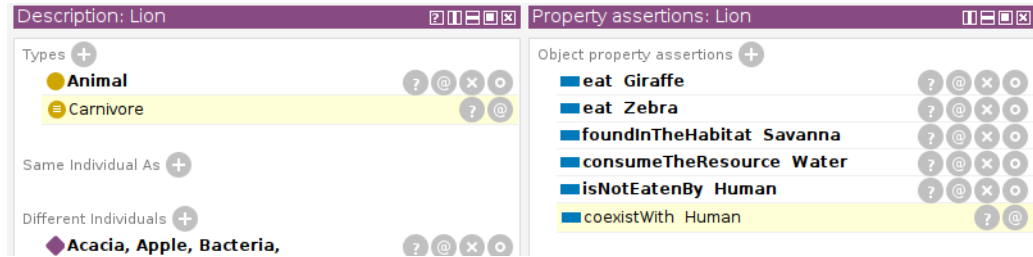 Description: Lion
Types
Animal
Carnivore
Same Individual As
Different Individuals
Acacia, Apple, Bacteria,
Property assertions: Lion
Object property assertions
eat Giraffe
eat Zebra
foundInTheHabitat Savanna
consumeTheResource Water
isNotEatenBy Human
coexistWith Human